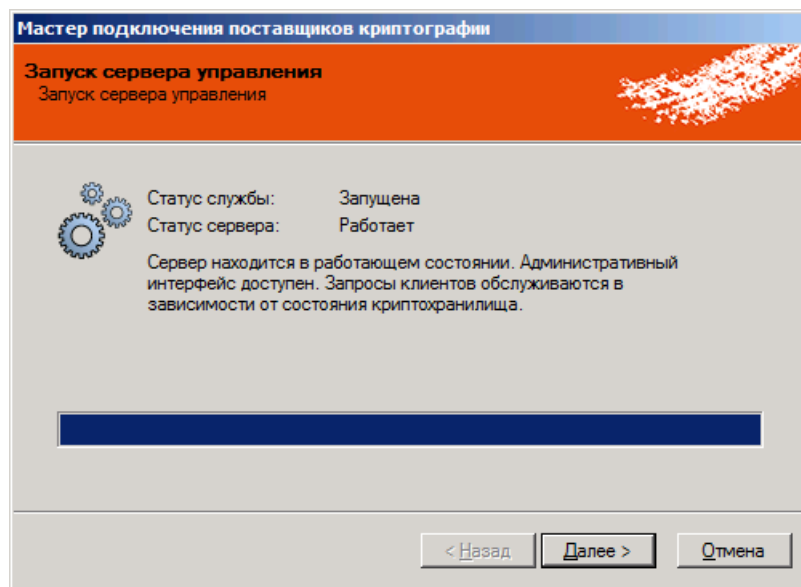 Мастер подключения поставщиков криптографии
Запуск сервера управления
Запуск сервера управления
Статус службы: Запущена
Статус сервера: Работает
Сервер находится в работающем состоянии. Административный
интерфейс доступен. Запросы клиентов обслуживаются в
зависимости от состояния криптохранилища.
< Назад Далее > Отмена